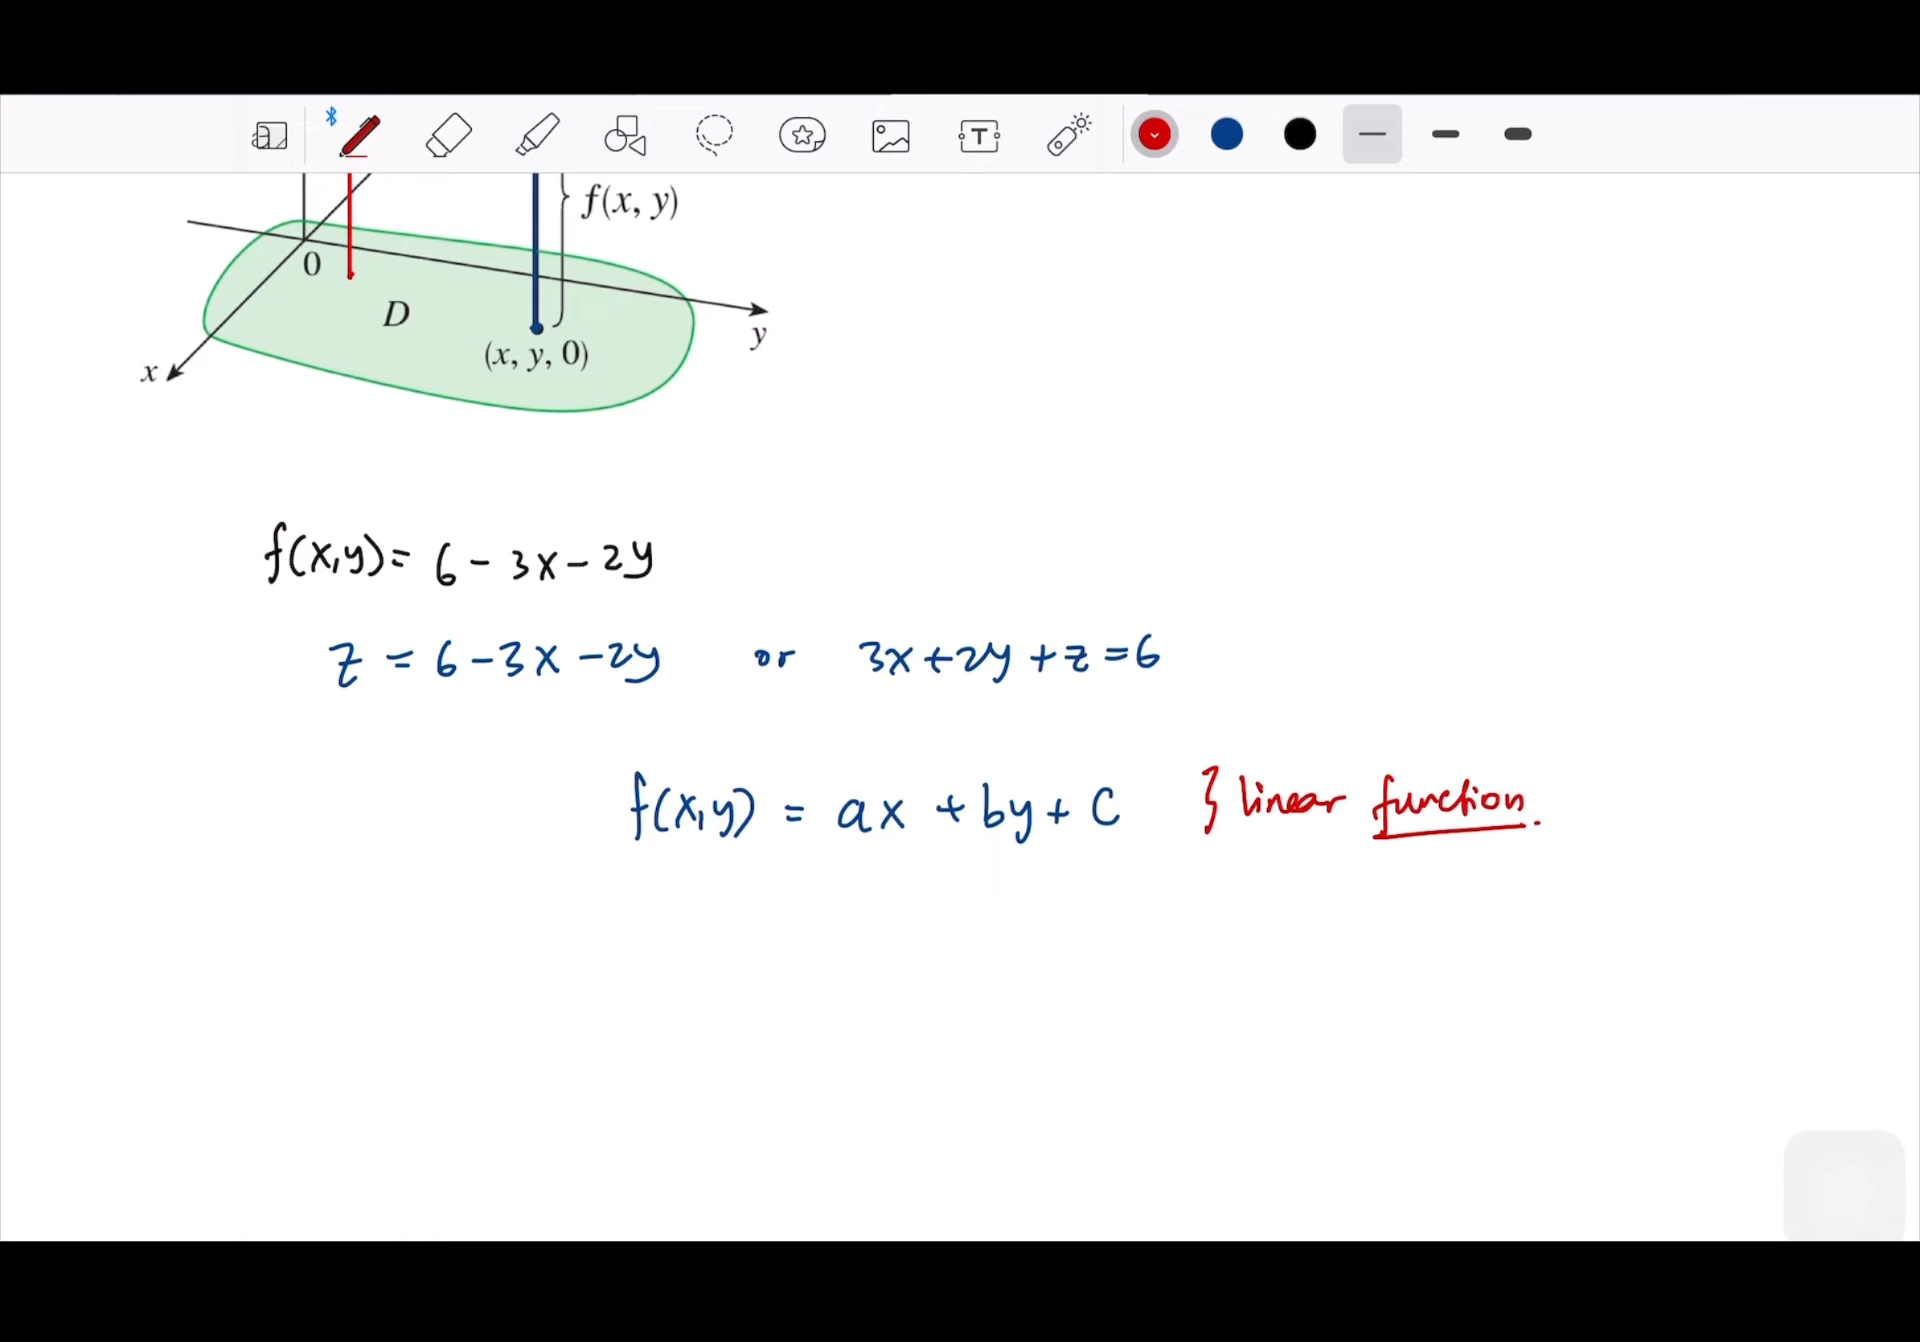 f(x, y)
0
D
(x, y, 0)
y
x
f(x,y)= 6 - 3x - 2y
z = 6 - 3x - 2y or 3x + 2y + z = 6
f(x,y) = ax + by + C } linear function.